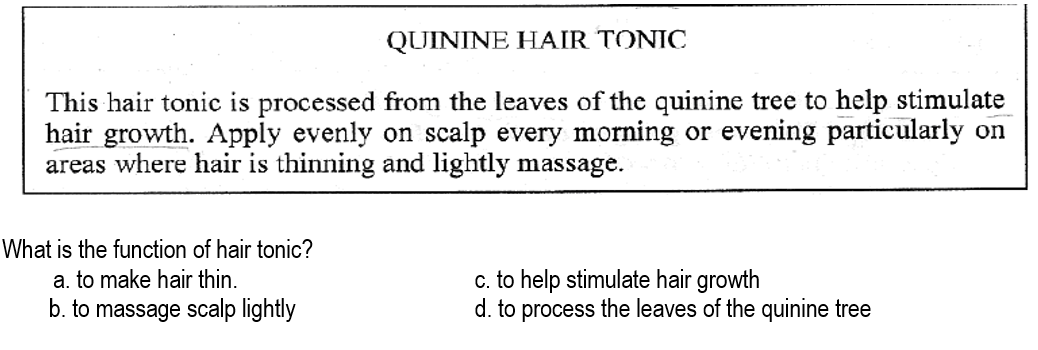 QUININE HAIR TONIC
This hair tonic is processed from the leaves of the quinine tree to help stimulate
hair growth. Apply evenly on scalp every morning or evening particularly on
areas where hair is thinning and lightly massage.
What is the function of hair tonic?
a. to make hair thin.
b. to massage scalp lightly
c. to help stimulate hair growth
d. to process the leaves of the quinine tree